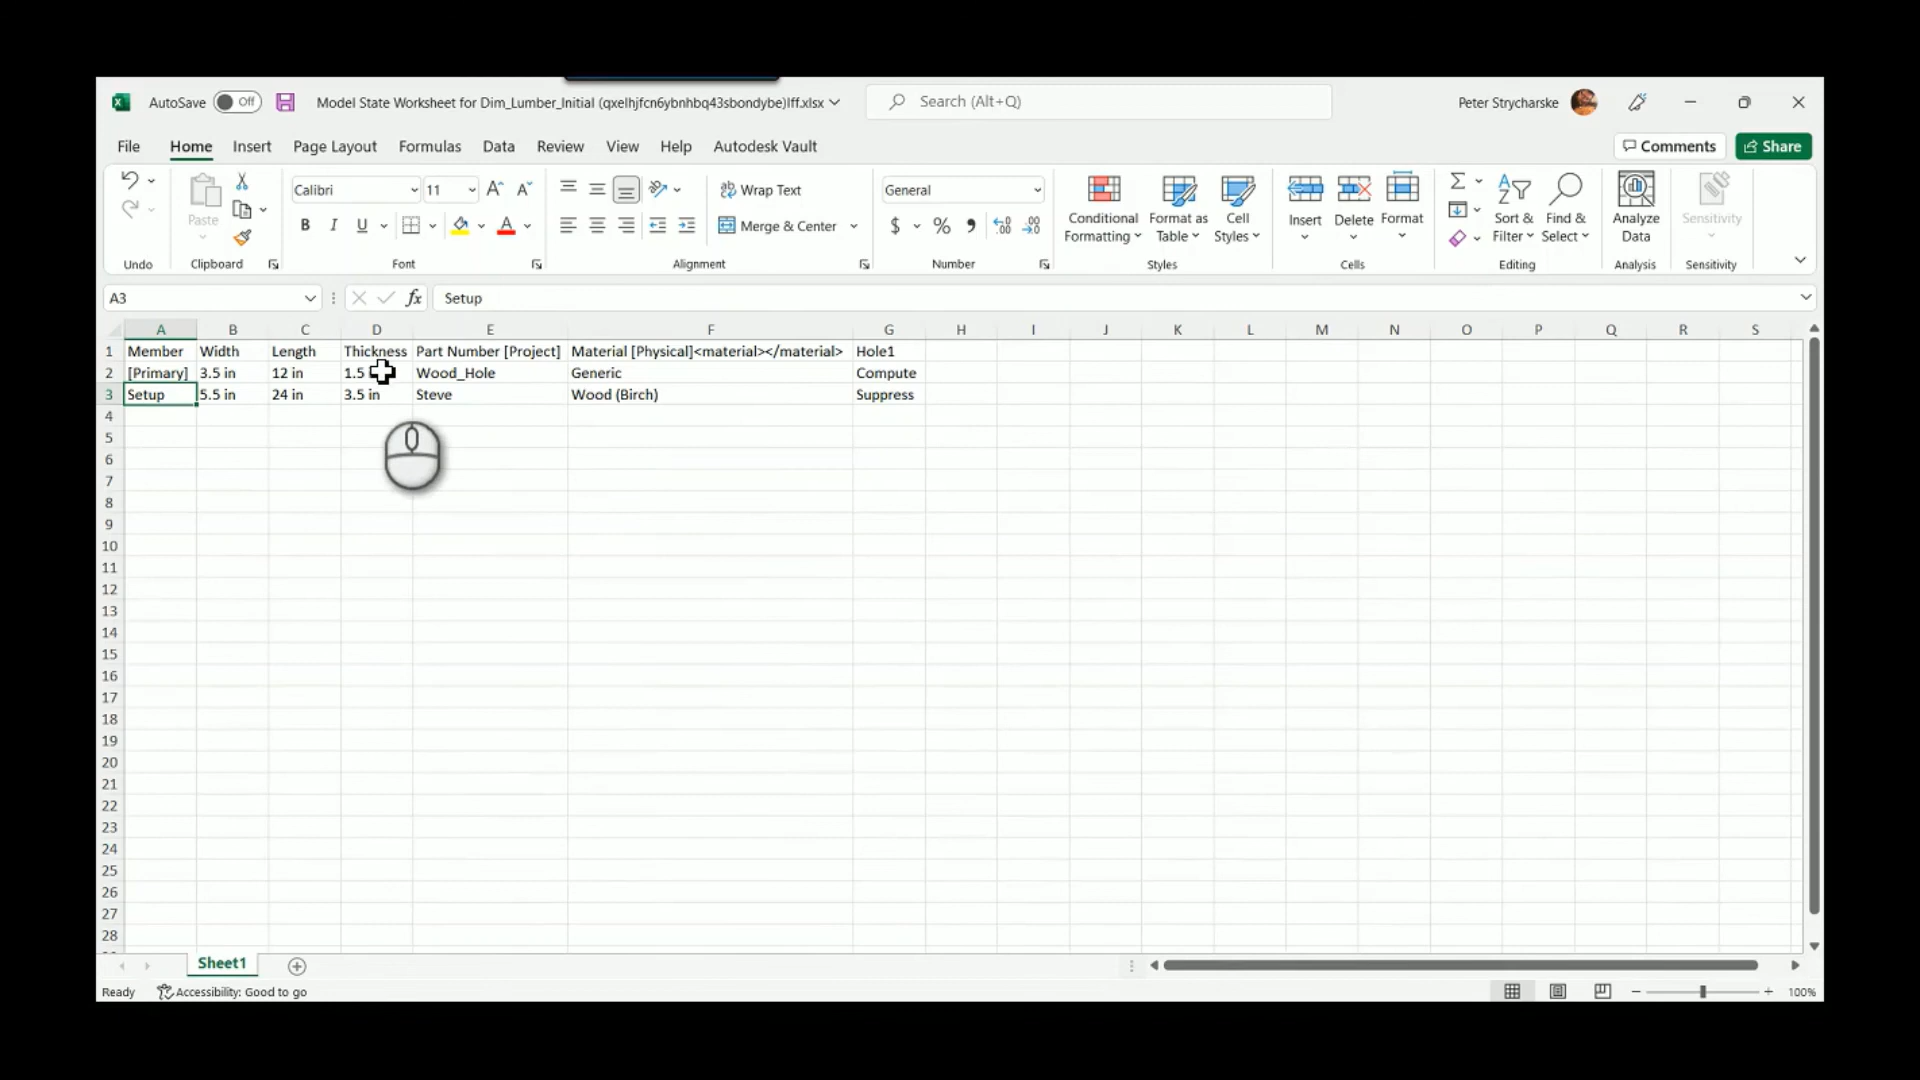 AutoSave Off Model State Worksheet for Dim_Lumber_Initial (qxelhjfcn6ybnhbq43sbondybe)Iff.xlsx Search (Alt+Q) Peter Strycharske
File Home Insert Page Layout Formulas Data Review View Help Autodesk Vault Comments Share
Calibri 11 Wrap Text General
Paste B I U Merge & Center $ % Conditional Formatting Format as Table Cell Styles Insert Delete Format Sort & Filter Find & Select Analyze Data Sensitivity
Undo Clipboard Font Alignment Number Styles Cells Editing Analysis Sensitivity
A3 fx Setup
A B C D E F G H I J K L M N O P Q R S
1 Member Width Length Thickness Part Number [Project] Material [Physical]<material></material> Hole1
2 [Primary] 3.5 in 12 in 1.5 Wood_Hole Generic Compute
3 Setup 5.5 in 24 in 3.5 in Steve Wood (Birch) Suppress
4
5
6
7
8
9
10
11
12
13
14
15
16
17
18
19
20
21
22
23
24
25
26
27
28
Sheet1
Ready Accessibility: Good to go 100%